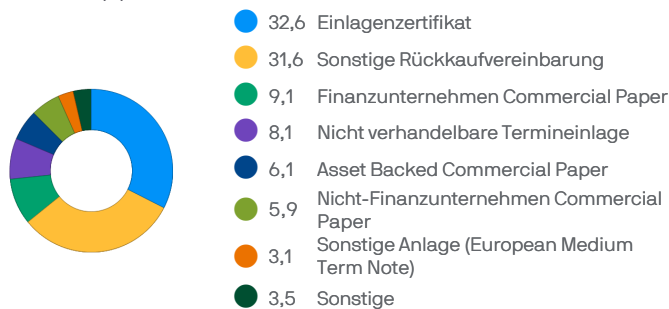 32,6 Einlagenzertifikat
31,6 Sonstige Rückkaufvereinbarung
9,1 Finanzunternehmen Commercial Paper
8,1 Nicht verhandelbare Termineinlage
6,1 Asset Backed Commercial Paper
5,9 Nicht-Finanzunternehmen Commercial
Paper
3,1 Sonstige Anlage (European Medium
Term Note)
3,5 Sonstige